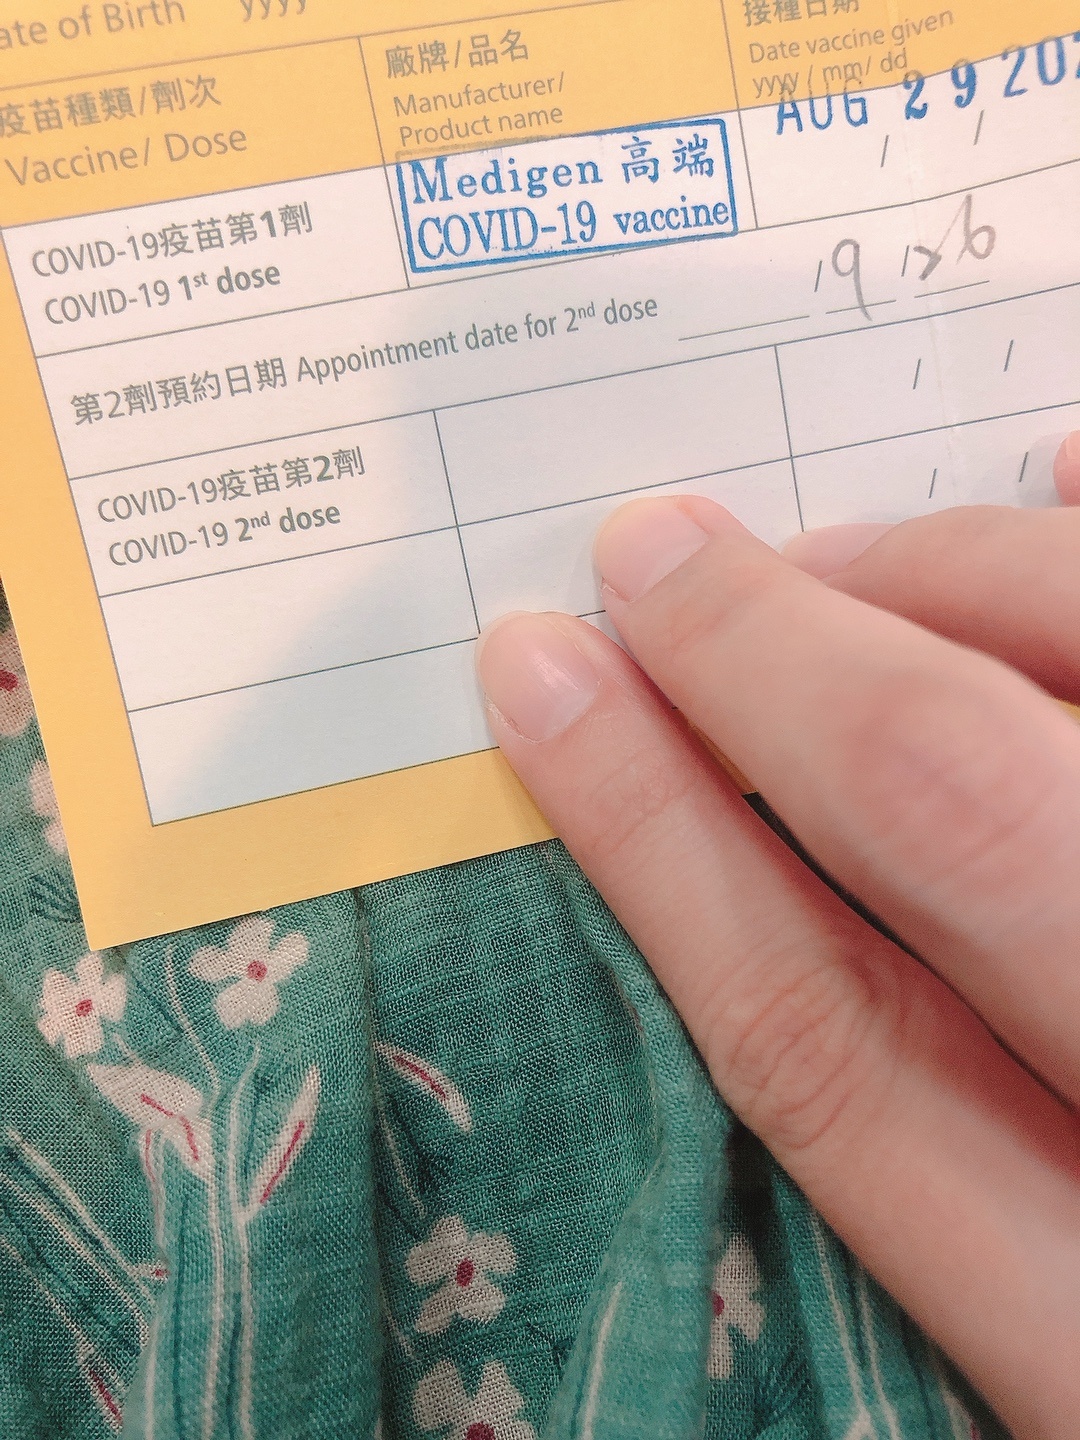 ate of Birth yyyy
疫苗種類/劑次
Vaccine/ Dose
廠牌/品名
Manufacturer/
Product name
接種日期
Date vaccine given
yyyy / mm/ dd
AUG 29 202
COVID-19疫苗第1劑
COVID-19 1st dose
Medigen 高端
COVID-19 vaccine
/ /
第2劑預約日期 Appointment date for 2nd dose / 9 / 26
COVID-19疫苗第2劑
COVID-19 2nd dose
/ /
/ /